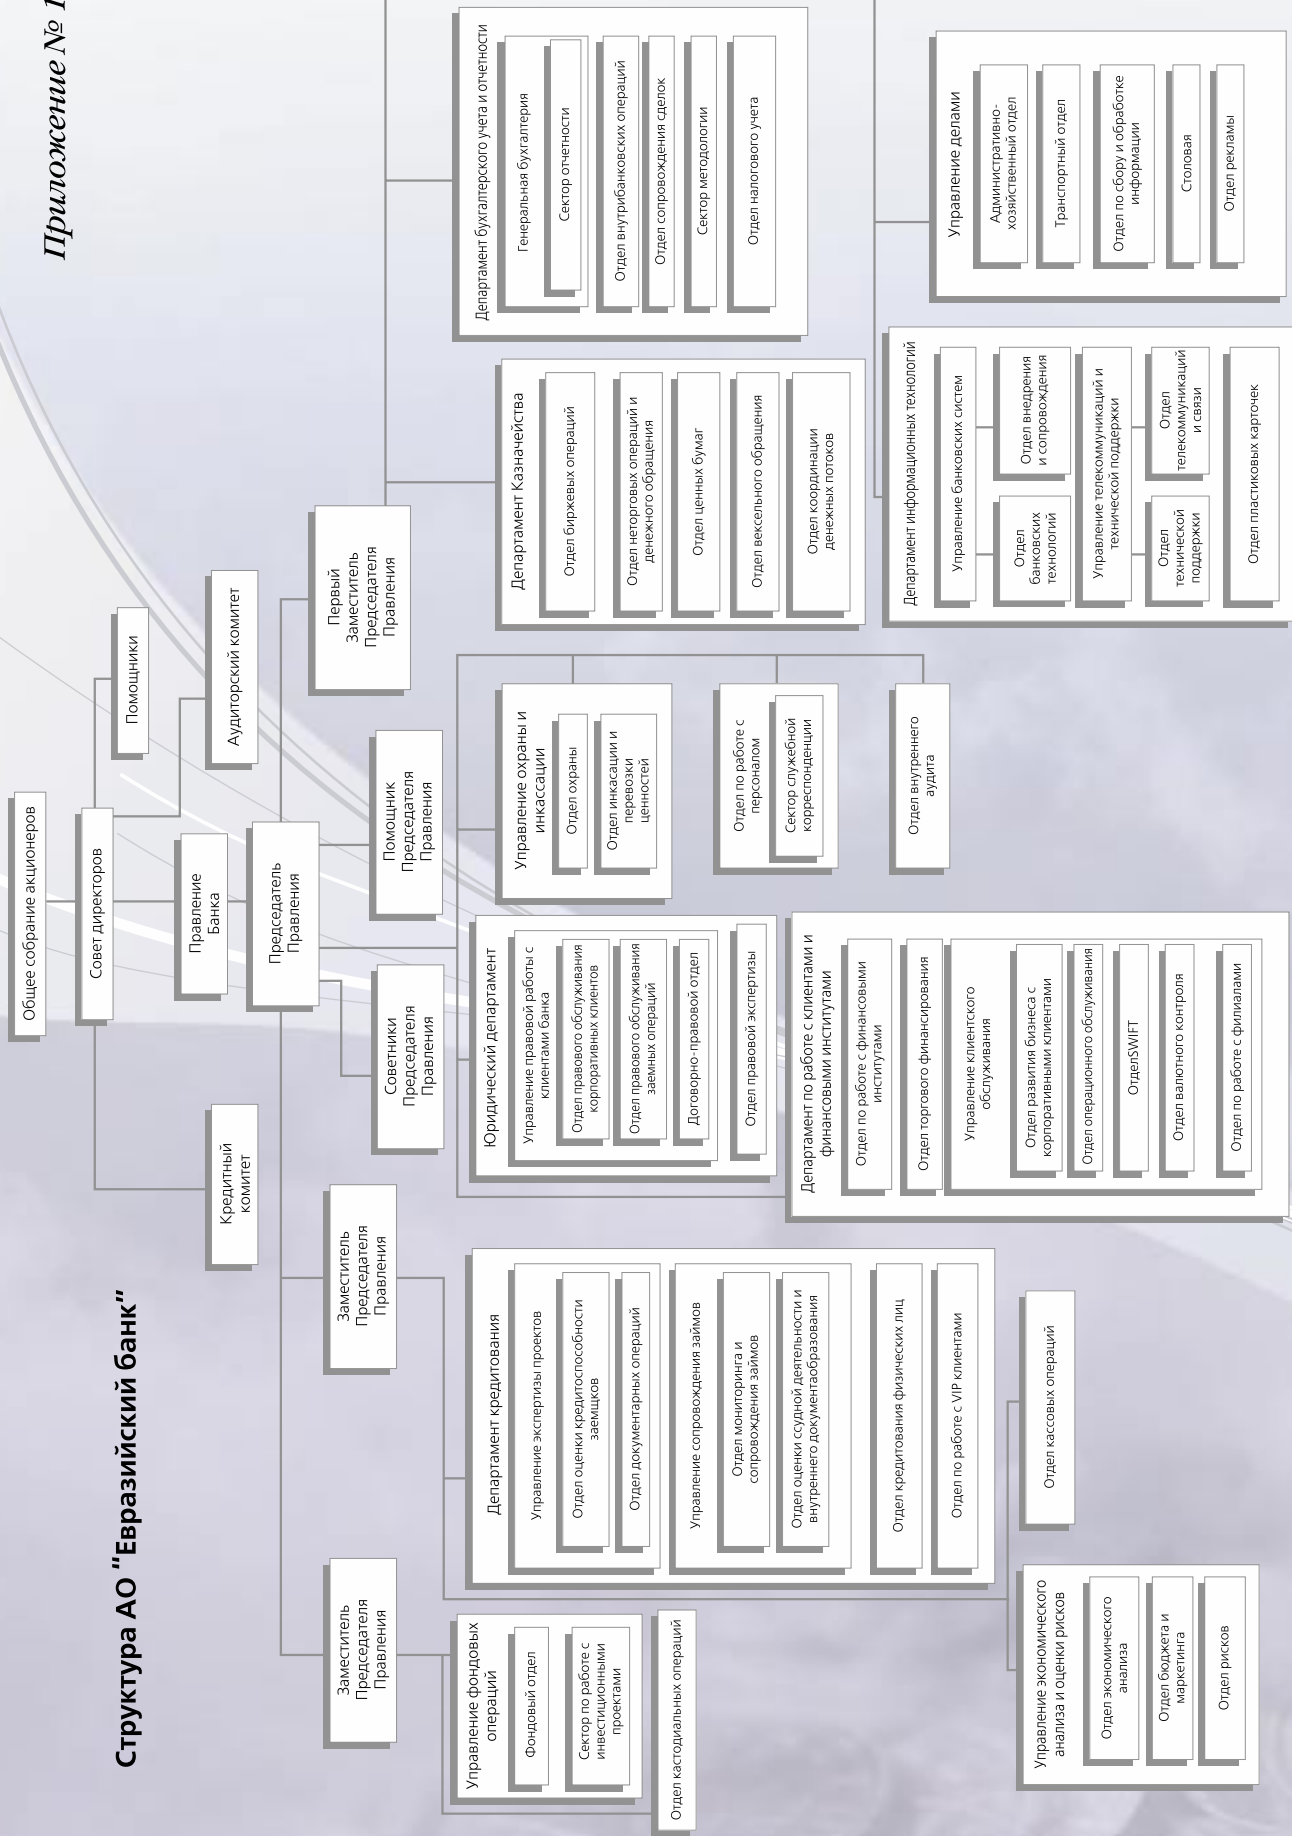 Приложение № 1
Структура АО "Евразийский банк"
Общее собрание акционеров
Совет директоров
Помощники
Правление
Банка
Кредитный
комитет
Аудиторский комитет
Председатель
Правления
Заместитель
Председателя
Правления
Заместитель
Председателя
Правления
Советники
Председателя
Правления
Помощник
Председателя
Правления
Первый
Заместитель
Председателя
Правления
Управление фондовых
операций
Фондовый отдел
Сектор по работе с
инвестиционными
проектами
Отдел кастодиальных операций
Департамент кредитования
Управление экспертизы проектов
Отдел оценки кредитоспособности
заемщков
Отдел документарных операций
Управление сопровождения займов
Отдел мониторинга и
сопровождения займов
Отдел оценки ссудной деятельности и
внутреннего документаобразования
Отдел кредитования физических лиц
Отдел по работе с VIP клиентами
Управление экономического
анализа и оценки рисков
Отдел экономического
анализа
Отдел бюджета и
маркетинга
Отдел рисков
Отдел кассовых операций
Юридический департамент
Управление правовой работы с
клиентами банка
Отдел правового обслуживания
корпоративных клиентов
Отдел правового обслуживания
заемных операций
Договорно-правовой отдел
Отдел правовой экспертизы
Департамент по работе с клиентами и
финансовыми институтами
Отдел по работе с финансовыми
институтами
Отдел торгового финансирования
Управление клиентского
обслуживания
Отдел развития бизнеса с
корпоративными клиентами
Отдел операционного обслуживания
ОтделSWIFT
Отдел валютного контроля
Отдел по работе с филиалами
Управление охраны и
инкассации
Отдел охраны
Отдел инкасации и
перевозки
ценностей
Отдел по работе с
персоналом
Сектор служебной
корреспонденции
Отдел внутреннего
аудита
Департамент Казначейства
Отдел биржевых операций
Отдел неторговых операций и
денежного обращения
Отдел ценных бумаг
Отдел вексельного обращения
Отдел координации
денежных потоков
Департамент бухгалтерского учета и отчетности
Генеральная бухгалтерия
Сектор отчетности
Отдел внутрибанковских операций
Отдел сопровождения сделок
Сектор методологии
Отдел налогового учета
Департамент информационных технологий
Управление банковских систем
Отдел
банковских
технологий
Отдел внедрения
и сопровождения
Управление телекоммуникаций и
технической поддержки
Отдел
технической
поддержки
Отдел
телекоммуникаций
и связи
Отдел пластиковых карточек
Управление делами
Административно-
хозяйственный отдел
Транспортный отдел
Отдел по сбору и обработке
информации
Столовая
Отдел рекламы